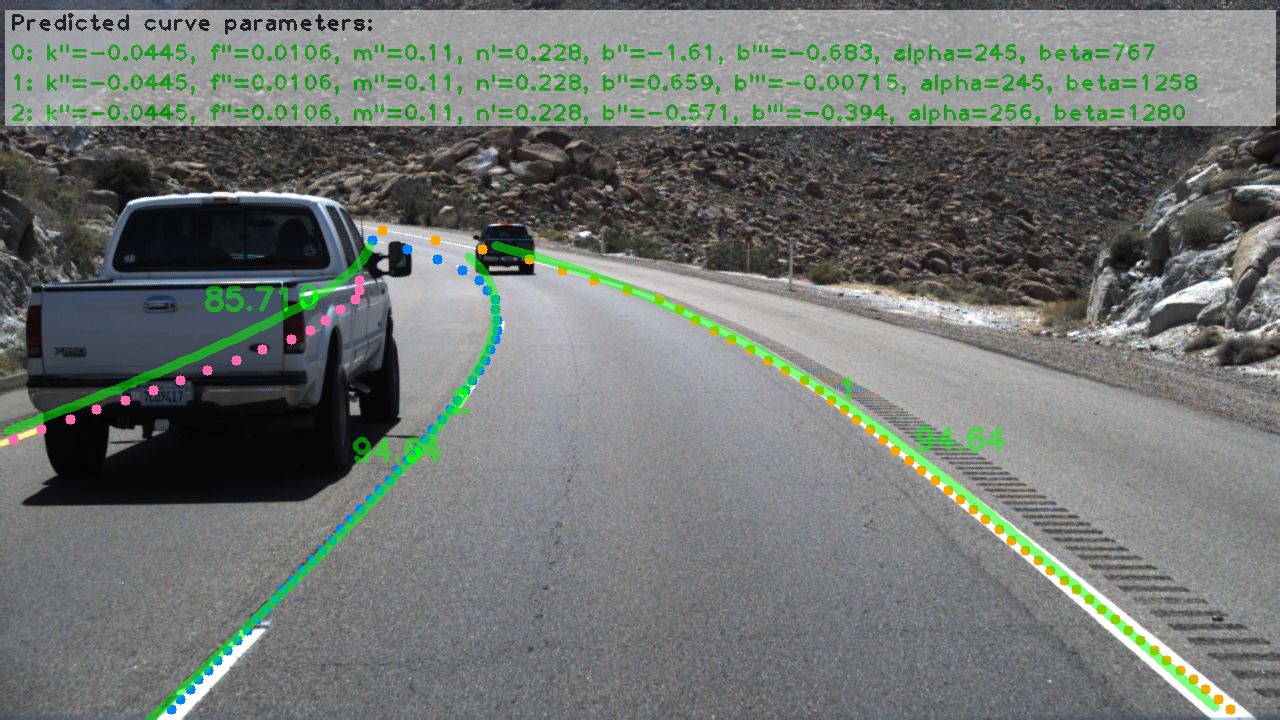 Predicted curve parameters:
0: k''=-0.0445, f''=0.0106, m''=0.11, n'=0.228, b''=-1.61, b'''=-0.683, alpha=245, beta=767
1: k''=-0.0445, f''=0.0106, m''=0.11, n'=0.228, b''=0.659, b'''=-0.00715, alpha=245, beta=1258
2: k''=-0.0445, f''=0.0106, m''=0.11, n'=0.228, b''=-0.571, b'''=-0.394, alpha=256, beta=1280
85.71 0
1
2
94.64
94.64